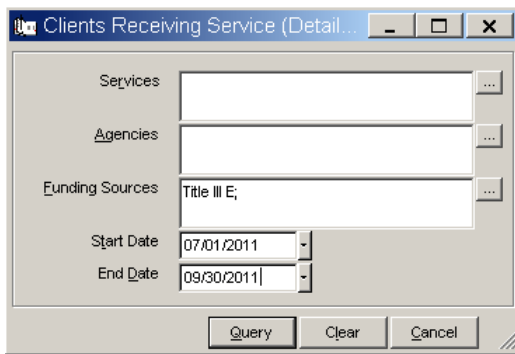 Clients Receiving Service (Detail...
Services
...
Agencies
...
Funding Sources
Title III E;
...
Start Date
07/01/2011
End Date
09/30/2011
Query
Clear
Cancel